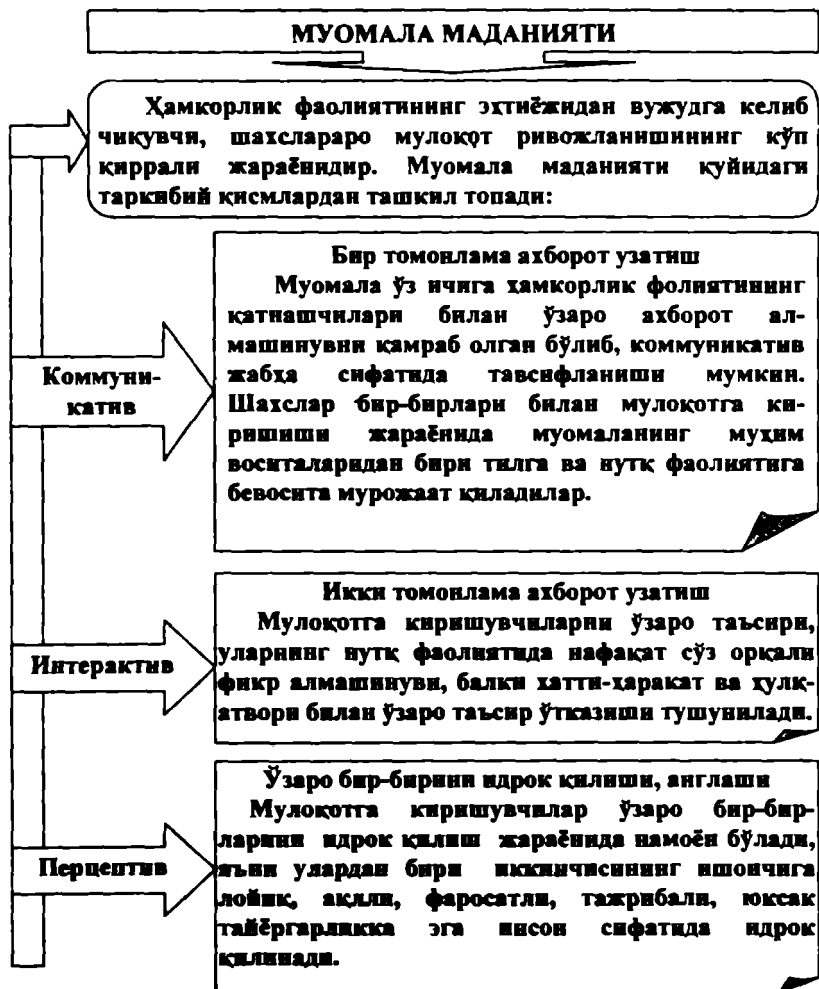 МУОМАЛА МАДАНИЯТИ
Ҳамкорлик фаолиятининг эҳтиёжидан вужудга келиб
чиқувчи, шахслараро мулоқот ривожланишининг кўп
қиррали жараёнидир. Муомала маданияти қуйидаги
таркибий қисмлардан ташкил топади:
Коммуни-
катив
Бир томонлама ахборот узатиш
Муомала ўз ичига ҳамкорлик фолиятининг
қатнашчилари билан ўзаро ахборот ал-
машинувни қамраб олган бўлиб, коммуникатив
жабҳа сифатида тавсифланиши мумкин.
Шахслар бир-бирлари билан мулоқотга ки-
ришиши жараёнида муомаланинг муҳим
воситаларидан бири тилга ва нутқ фаолиятига
бевосита мурожаат қиладилар.
Интерактив
Икки томонлама ахборот узатиш
Мулоқотга киришувчиларни ўзаро таъсири,
уларнинг нутқ фаолиятида нафақат сўз орқали
фикр алмашинуви, балки хатти-ҳаракат ва ҳулқ-
атвори билан ўзаро таъсир ўтказиши тушунилади.
Перцептив
Ўзаро бир-бирини идрок қилиши, англаши
Мулоқотга киришувчилар ўзаро бир-бир-
ларини идрок қилиш жараёнида намоён бўлади,
яъни улардан бири иккинчисининг ишончига
лойиқ, ақлли, фаросатли, тажрибали, юксак
тайёргарликка эга инсон сифатида идрок
қилинади.